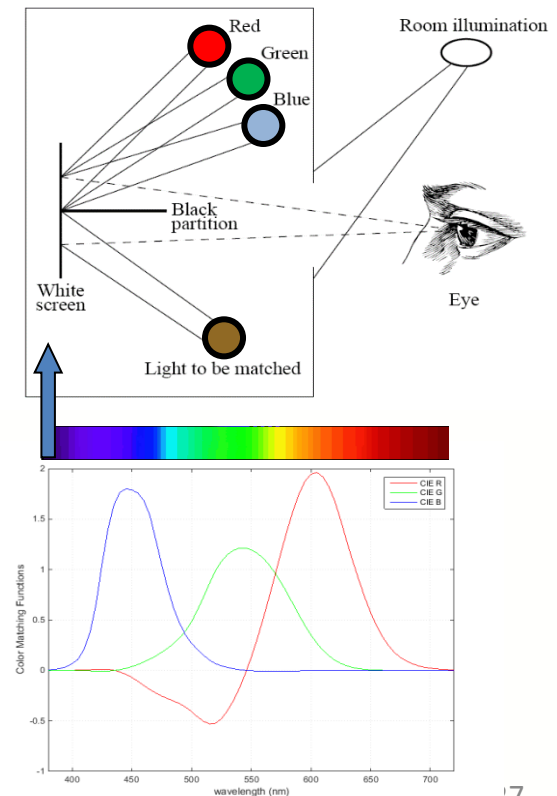 Red
Room illumination
Green
Blue
Black
partition
White
screen
Eye
Light to be matched
2
1.5
1
0.5
0
-0.5
-1
Color Matching Functions
CIE R
CIE G
CIE B
400
450
500
550
600
650
700
wavelength (nm)